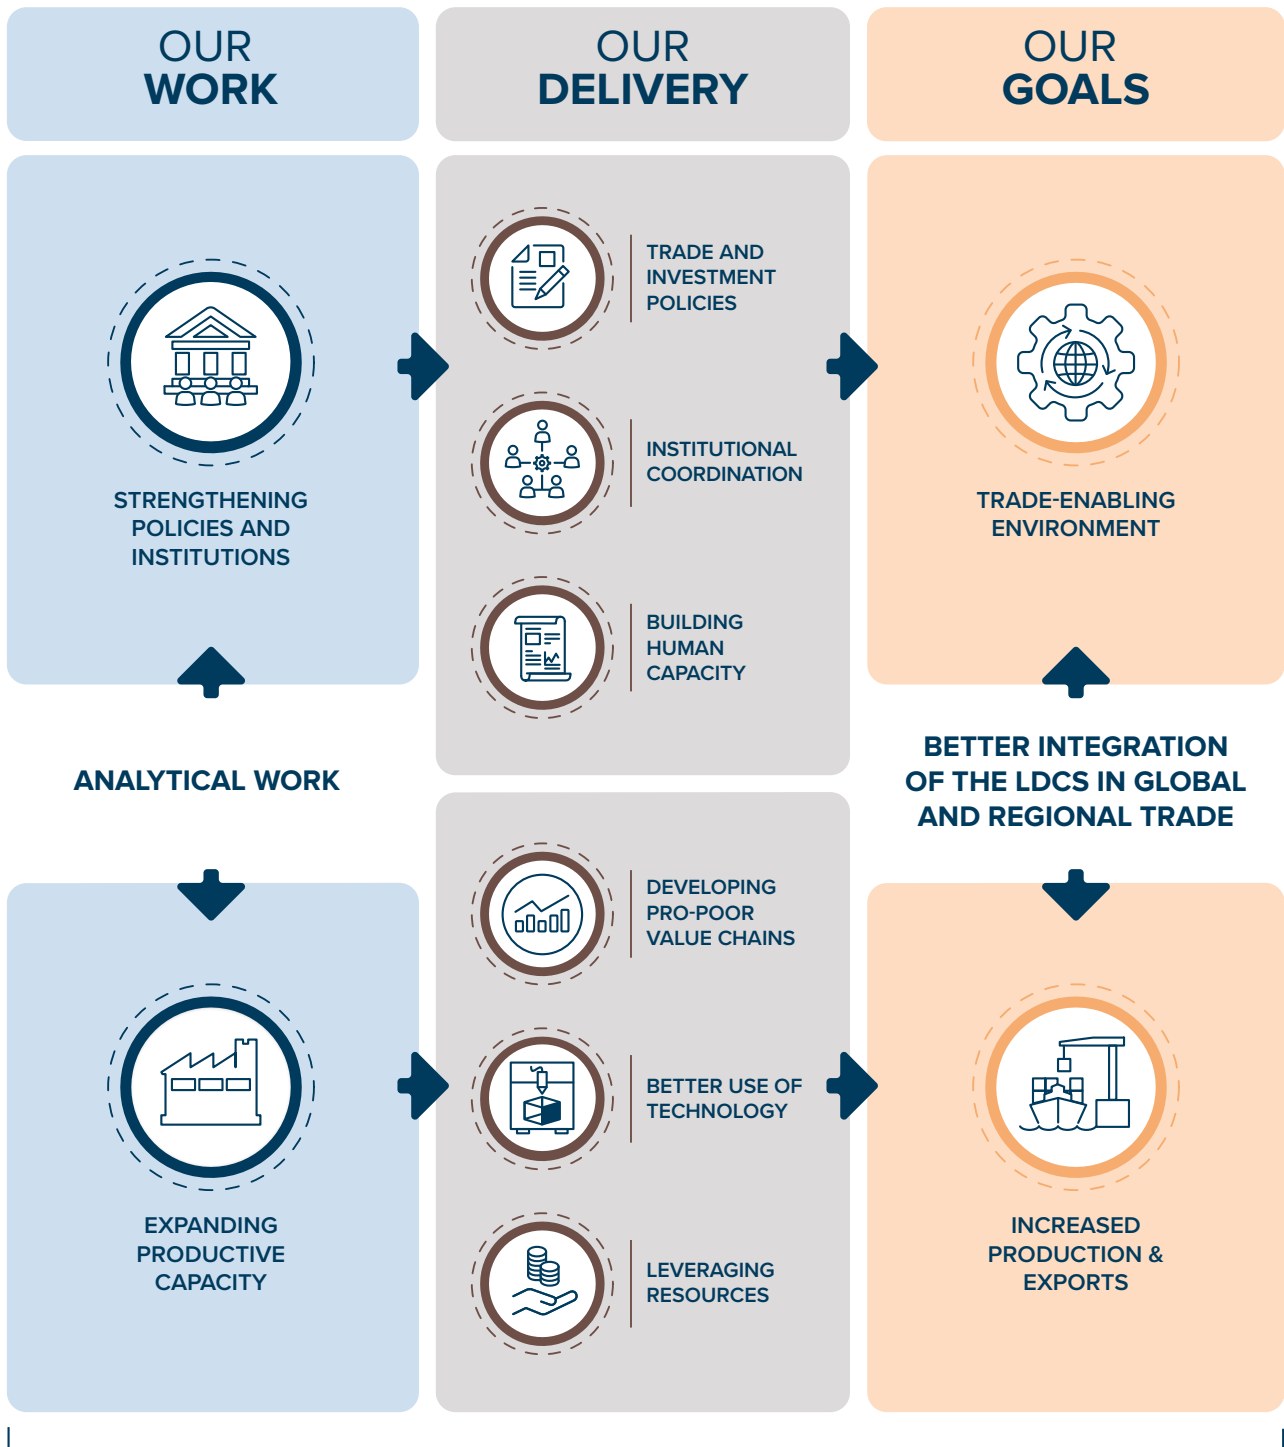 OUR
WORK
OUR
DELIVERY
OUR
GOALS
STRENGTHENING
POLICIES AND
INSTITUTIONS
TRADE AND
INVESTMENT
POLICIES
INSTITUTIONAL
COORDINATION
BUILDING
HUMAN
CAPACITY
TRADE-ENABLING
ENVIRONMENT
ANALYTICAL WORK
BETTER INTEGRATION
OF THE LDCS IN GLOBAL
AND REGIONAL TRADE
EXPANDING
PRODUCTIVE
CAPACITY
DEVELOPING
PRO-POOR
VALUE CHAINS
BETTER USE OF
TECHNOLOGY
LEVERAGING
RESOURCES
INCREASED
PRODUCTION &
EXPORTS